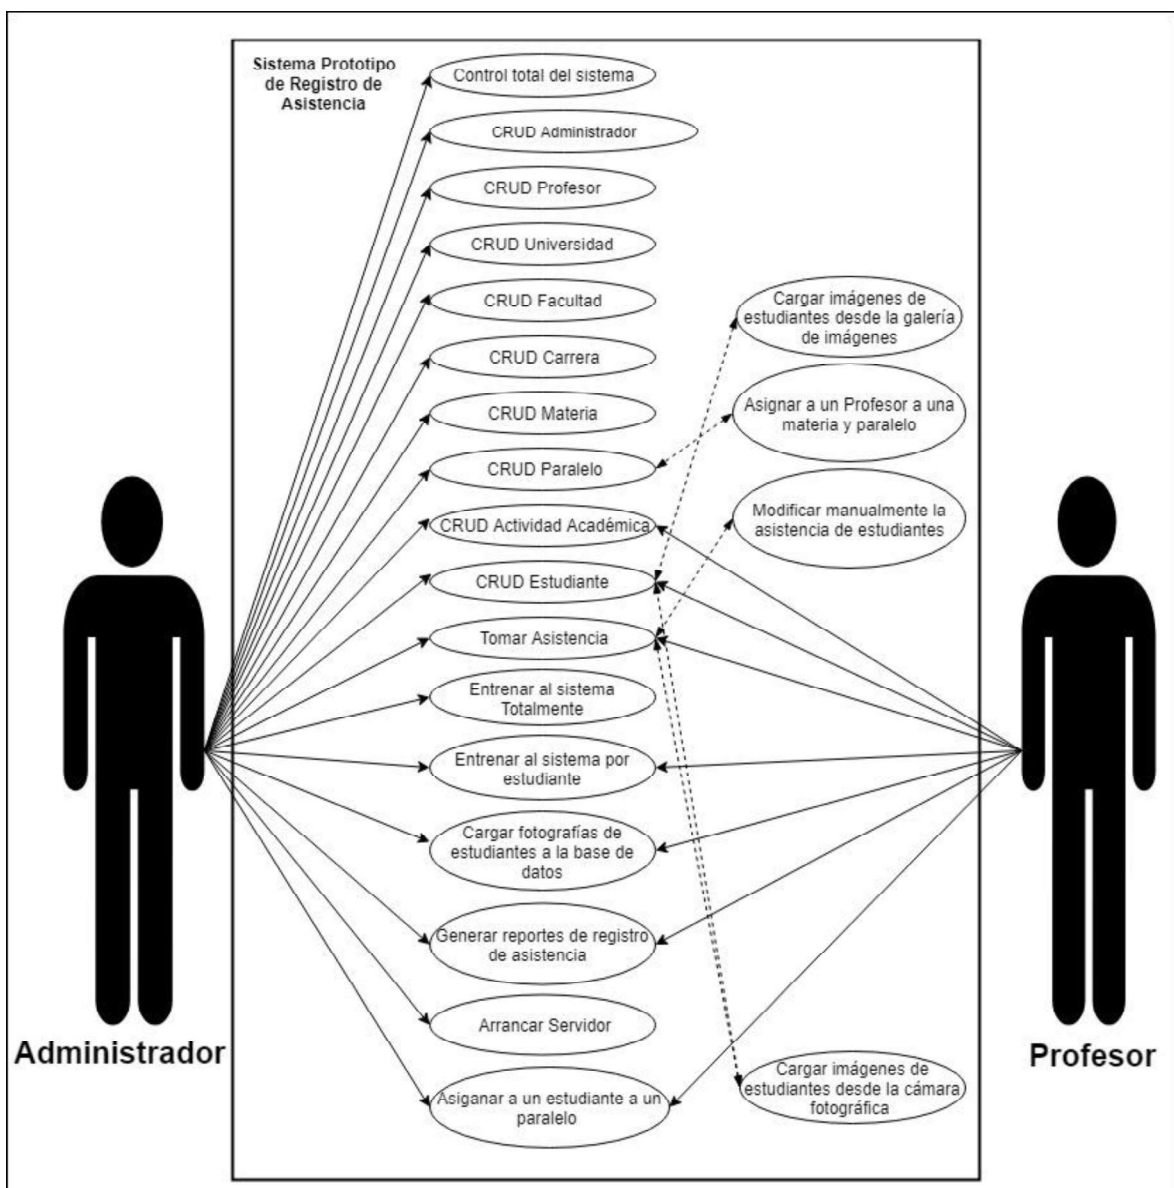 Sistema Prototipo
de Registro de
Asistencia
Control total del sistema
CRUD Administrador
CRUD Profesor
CRUD Universidad
CRUD Facultad
CRUD Carrera
CRUD Materia
CRUD Paralelo
CRUD Actividad Académica
CRUD Estudiante
Tomar Asistencia
Entrenar al sistema
Totalmente
Entrenar al sistema por
estudiante
Cargar fotografías de
estudiantes a la base de
datos
Generar reportes de registro
de asistencia
Arrancar Servidor
Asiganar a un estudiante a un
paralelo
Cargar imágenes de
estudiantes desde la galería
de imágenes
Asignar a un Profesor a una
materia y paralelo
Modificar manualmente la
asistencia de estudiantes
Cargar imágenes de
estudiantes desde la cámara
fotográfica
Administrador
Profesor